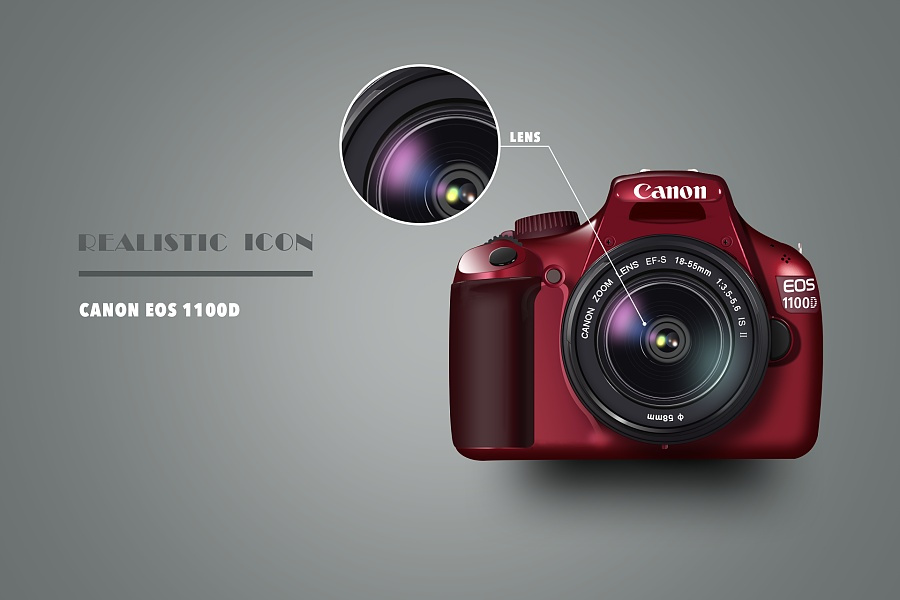 LENS
Canon
REALISTIC ICON
CANON EOS 1100D
EOS
1100D
CANON ZOOM LENS EF-S 18-55mm 1:3.5-5.6 IS II
ϕ 58mm